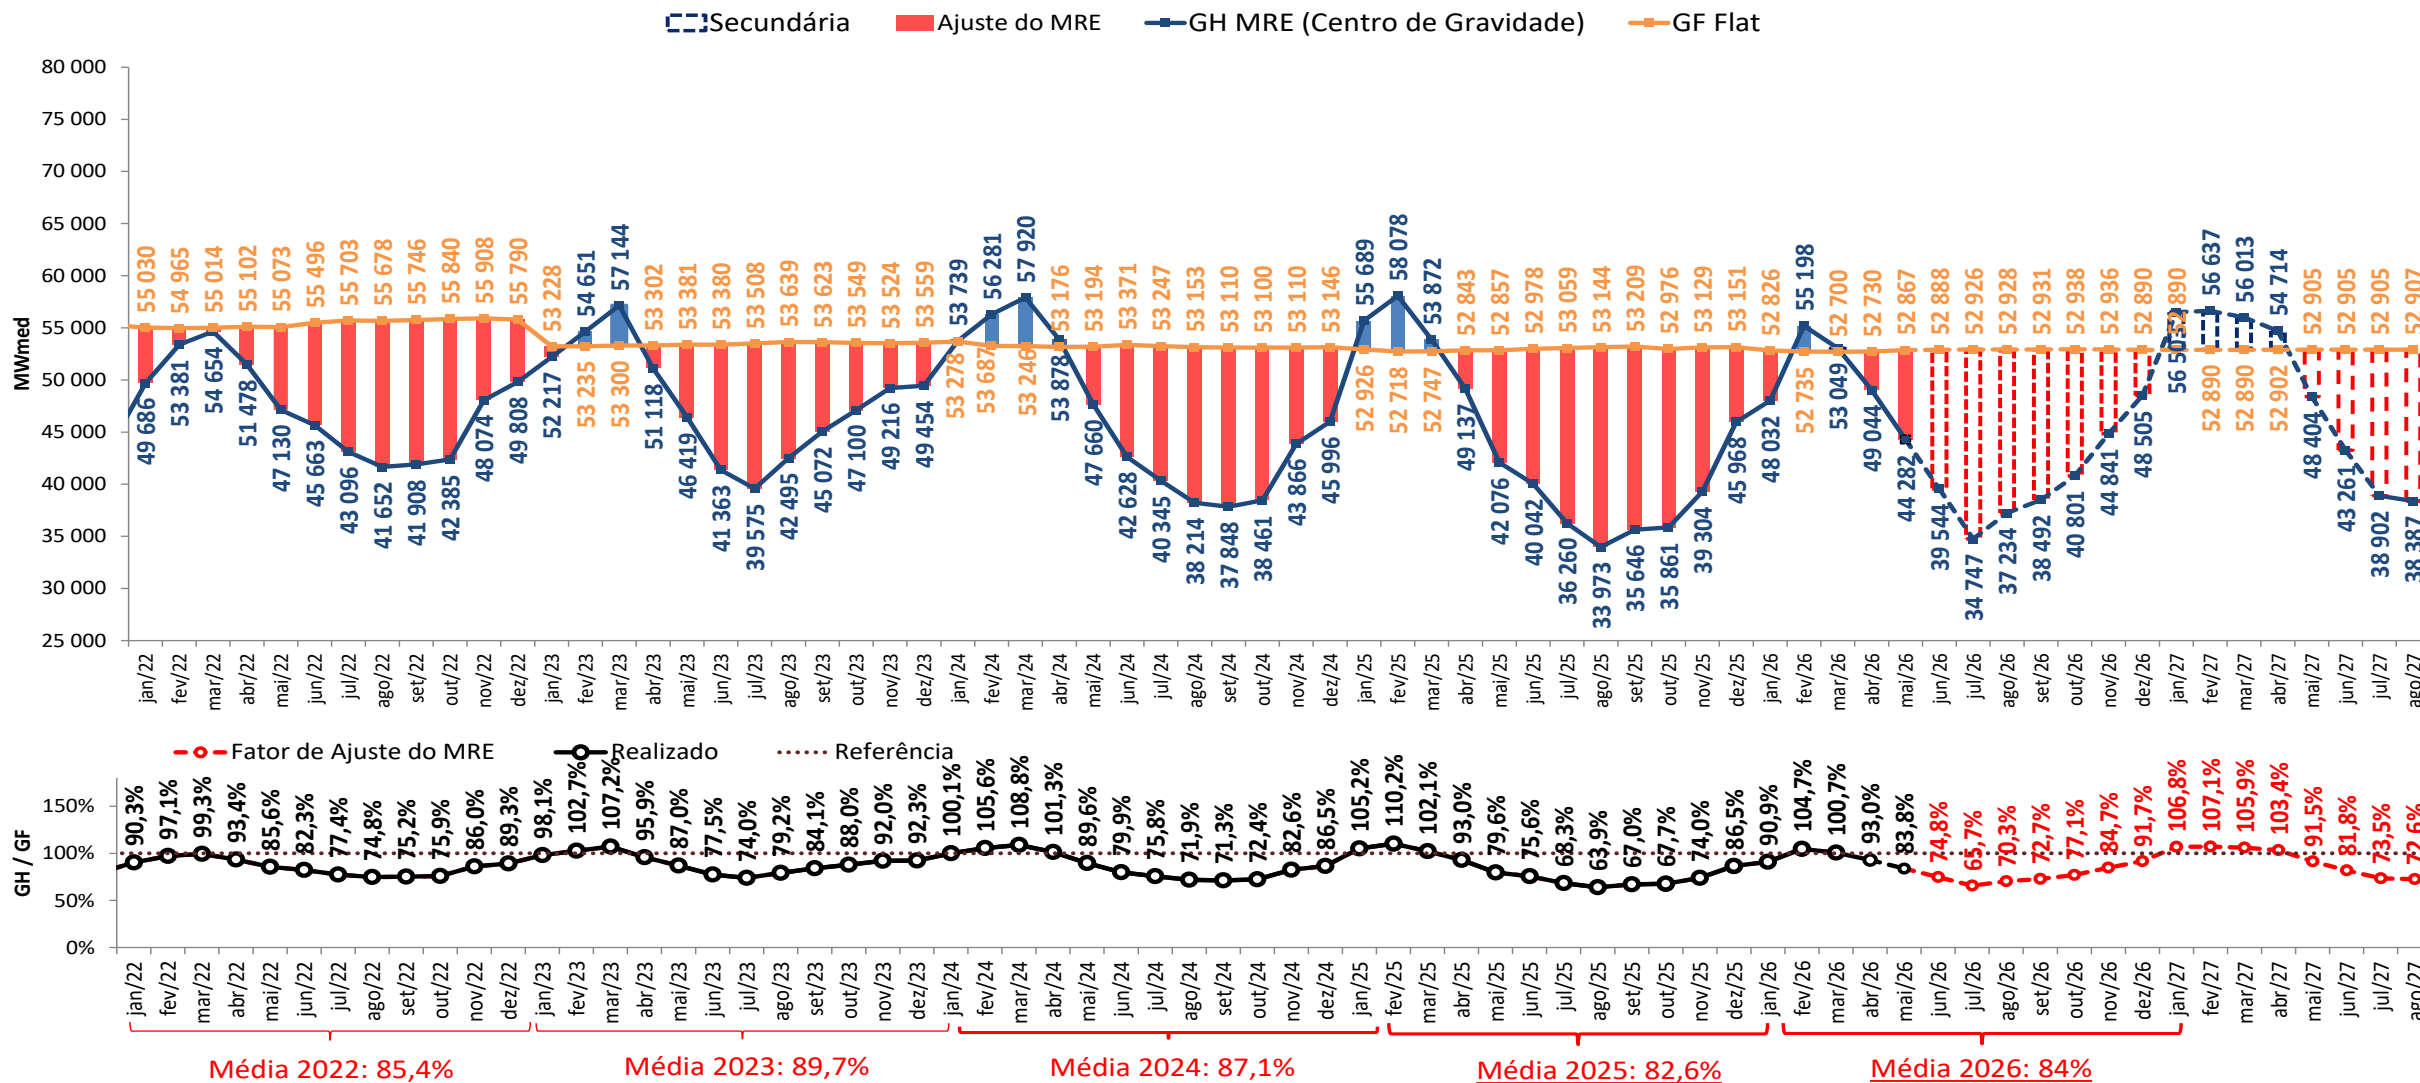 Secundária Ajuste do MRE GH MRE (Centro de Gravidade) GF Flat
MWmed
80 000
75 000
70 000
65 000
60 000
55 000
50 000
45 000
40 000
35 000
30 000
25 000
55 030 54 965 55 014 55 102 55 073 55 496 55 703 55 678 55 746 55 840 55 908 55 790
53 228 53 235 53 300 53 302 53 381 53 380 53 508 53 639 53 623 53 549 53 524 53 559
53 278 53 687 53 246 53 176 53 194 53 371 53 247 53 153 53 110 53 100 53 110 53 146
52 926 52 718 52 747 52 843 52 857 52 978 53 059 53 144 53 209 52 976 53 129 53 151
52 826 52 735 52 700 52 730 52 867 52 888 52 926 52 928 52 931 52 938 52 936 52 890
52 890 52 890 52 890 52 902 52 905 52 905 52 905 52 907
49 686 53 381 54 654 51 478 47 130 45 663 43 096 41 652 41 908 42 385 48 074 49 808
52 217 54 651 57 144 51 118 46 419 41 363 39 575 42 495 45 072 47 100 49 216 49 454
53 739 56 281 57 920 53 878 47 660 42 628 40 345 38 214 37 848 38 461 43 866 45 996
55 689 58 078 53 872 49 137 42 076 40 042 36 260 33 973 35 646 35 861 39 304 45 968
48 032 55 198 53 049 49 044 44 282 39 544 34 747 37 234 38 492 40 801 44 841 48 505
56 503 56 637 56 013 54 714 48 404 43 261 38 902 38 387
jan/22 fev/22 mar/22 abr/22 mai/22 jun/22 jul/22 ago/22 set/22 out/22 nov/22 dez/22 jan/23 fev/23 mar/23 abr/23 mai/23 jun/23 jul/23 ago/23 set/23 out/23 nov/23 dez/23 jan/24 fev/24 mar/24 abr/24 mai/24 jun/24 jul/24 ago/24 set/24 out/24 nov/24 dez/24 jan/25 fev/25 mar/25 abr/25 mai/25 jun/25 jul/25 ago/25 set/25 out/25 nov/25 dez/25 jan/26 fev/26 mar/26 abr/26 mai/26 jun/26 jul/26 ago/26 set/26 out/26 nov/26 dez/26 jan/27 fev/27 mar/27 abr/27 mai/27 jun/27 jul/27 ago/27
Fator de Ajuste do MRE Realizado Referência
GH / GF
150%
100%
50%
0%
90,3% 97,1% 99,3% 93,4% 85,6% 82,3% 77,4% 74,8% 75,2% 75,9% 86,0% 89,3% 98,1% 102,7% 107,2% 95,9% 87,0% 77,5% 74,0% 79,2% 84,1% 88,0% 92,0% 92,3% 100,1% 105,6% 108,8% 101,3% 89,6% 79,9% 75,8% 71,9% 71,3% 72,4% 82,6% 86,5% 105,2% 110,2% 102,1% 93,0% 79,6% 75,6% 68,3% 63,9% 67,0% 67,7% 74,0% 86,5% 90,9% 104,7% 100,7% 93,0% 83,8% 74,8% 65,7% 70,3% 72,7% 77,1% 84,7% 91,7% 106,8% 107,1% 105,9% 103,4% 91,5% 81,8% 73,5% 72,6%
jan/22 fev/22 mar/22 abr/22 mai/22 jun/22 jul/22 ago/22 set/22 out/22 nov/22 dez/22 jan/23 fev/23 mar/23 abr/23 mai/23 jun/23 jul/23 ago/23 set/23 out/23 nov/23 dez/23 jan/24 fev/24 mar/24 abr/24 mai/24 jun/24 jul/24 ago/24 set/24 out/24 nov/24 dez/24 jan/25 fev/25 mar/25 abr/25 mai/25 jun/25 jul/25 ago/25 set/25 out/25 nov/25 dez/25 jan/26 fev/26 mar/26 abr/26 mai/26 jun/26 jul/26 ago/26 set/26 out/26 nov/26 dez/26 jan/27 fev/27 mar/27 abr/27 mai/27 jun/27 jul/27 ago/27
Média 2022: 85,4% Média 2023: 89,7% Média 2024: 87,1% Média 2025: 82,6% Média 2026: 84%